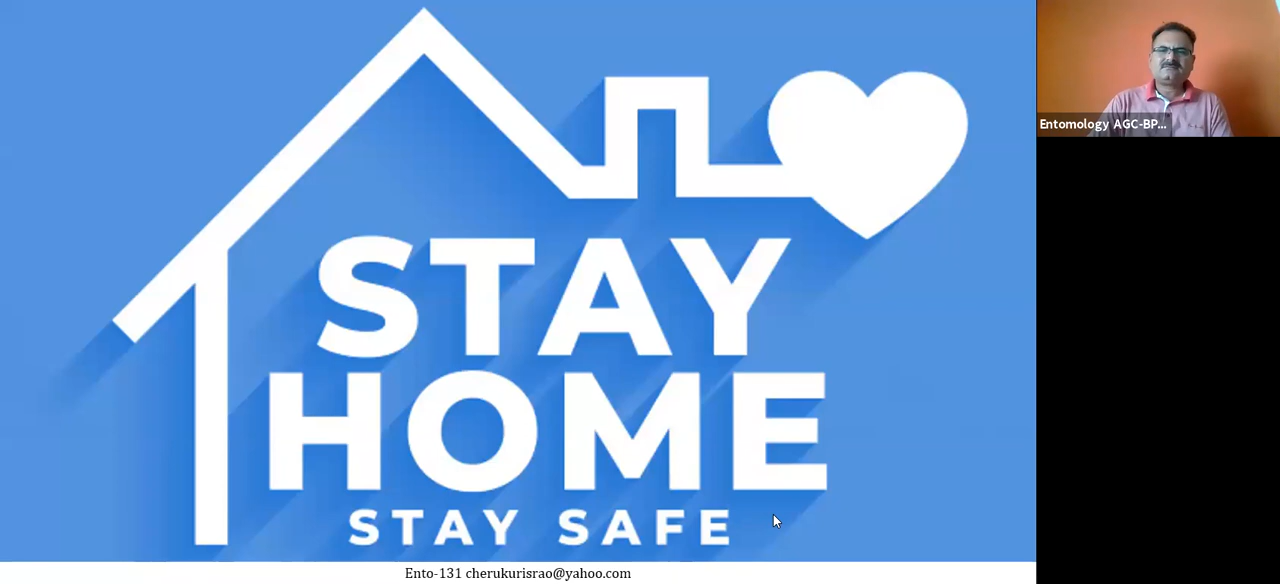 STAY
HOME
STAY SAFE
Ento-131 cherukurisrao@yahoo.com
Entomology AGC-BP...